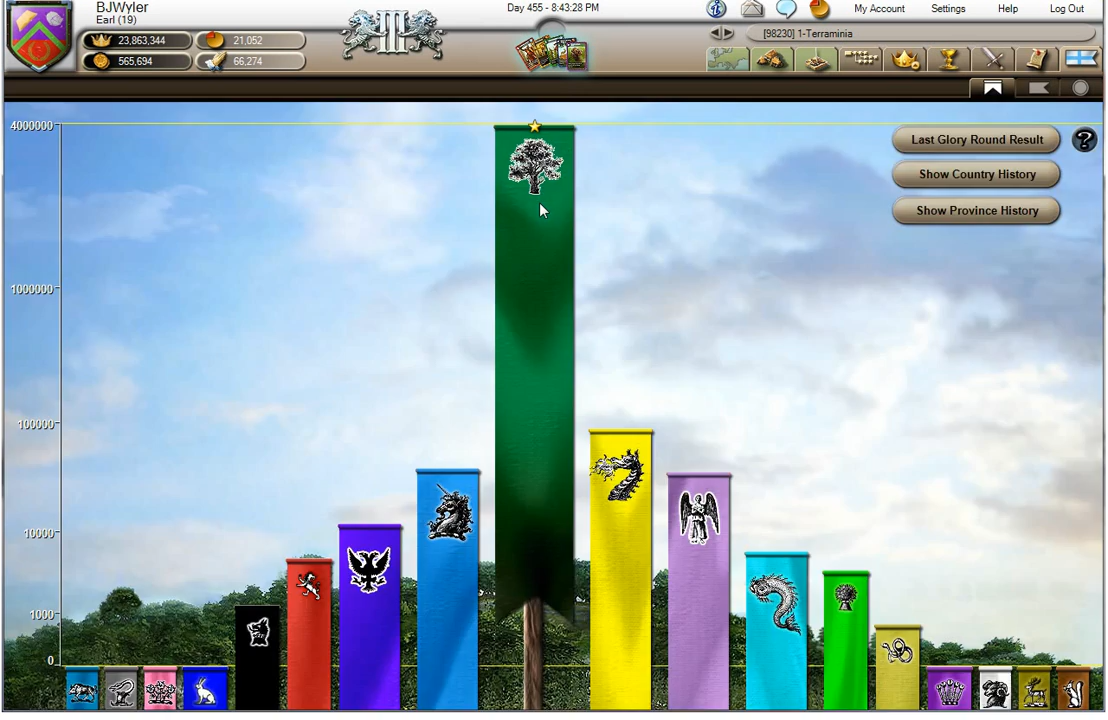 BJWyler
Earl (19)
23,863,344
21,052
565,694
66,274
III
Day 455 - 8:43:28 PM
My Account
Settings
Help
Log Out
[98230] 1-Terraminia
Last Glory Round Result
?
Show Country History
Show Province History
4000000
1000000
100000
10000
1000
0